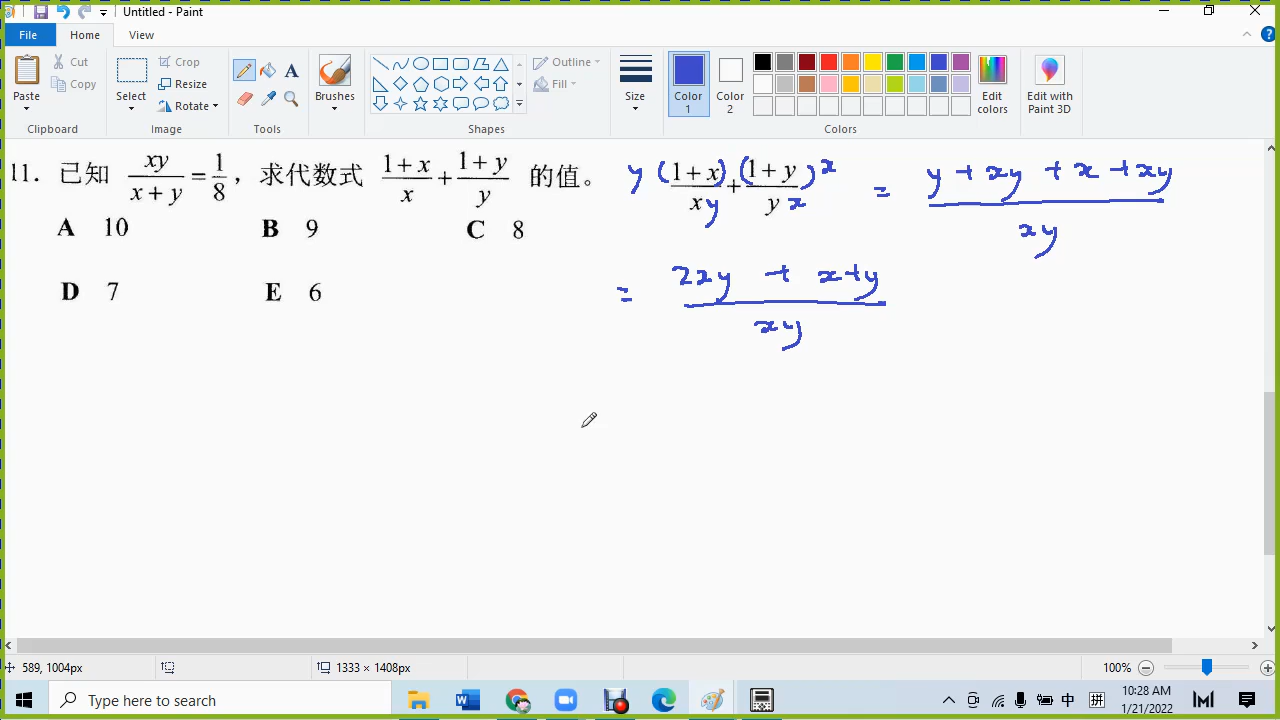 Untitled - Paint
File Home View
Paste Cut Copy Clipboard
Select Crop Resize Rotate Image
Tools
Brushes
Outline Fill Shapes
Size
Color 1 Color 2 Edit colors Colors
Edit with Paint 3D
11. 已知 xy/(x + y) = 1/8, 求代数式 (1 + x)/x + (1 + y)/y 的值。 y(1 + x)/xy + (1 + y)x/yx = (y + xy + x + xy)/xy
A 10 B 9 C 8
= (2xy + x+y)/xy
D 7 E 6
589, 1004px 1333 × 1408px 100%
Type here to search 中 拼 10:28 AM
1/21/2022